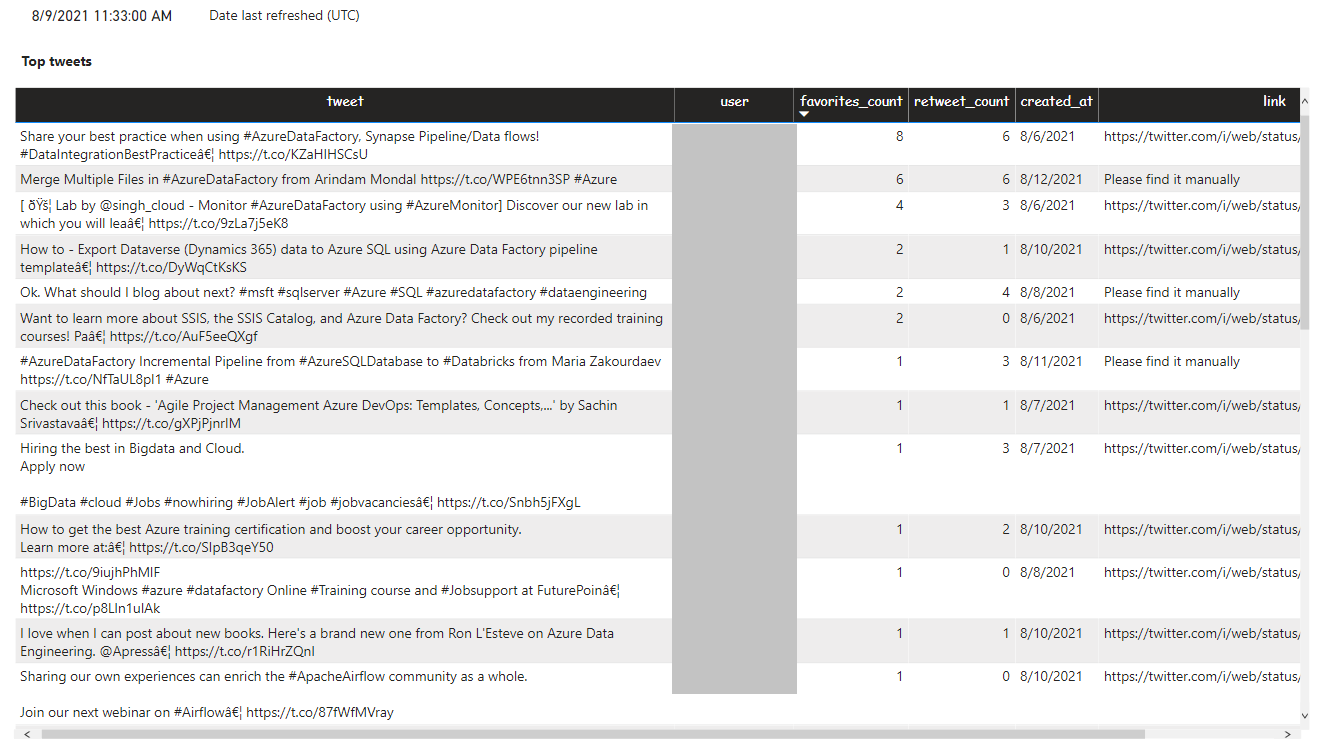 8/9/2021 11:33:00 AM Date last refreshed (UTC)
Top tweets
tweet user favorites_count retweet_count created_at link
Share your best practice when using #AzureDataFactory, Synapse Pipeline/Data flows! 8 6 8/6/2021 https://twitter.com/i/web/status/
#DataIntegrationBestPracticeâ€¦ https://t.co/KZaHIHSCsU
Merge Multiple Files in #AzureDataFactory from Arindam Mondal https://t.co/WPE6tnn3SP #Azure 6 6 8/12/2021 Please find it manually
[ ðŸš¦ Lab by @singh_cloud - Monitor #AzureDataFactory using #AzureMonitor] Discover our new lab in 4 3 8/6/2021 https://twitter.com/i/web/status/
which you will leaâ€¦ https://t.co/9zLa7j5eK8
How to - Export Dataverse (Dynamics 365) data to Azure SQL using Azure Data Factory pipeline 2 1 8/10/2021 https://twitter.com/i/web/status/
templateâ€¦ https://t.co/DyWqCtKsKS
Ok. What should I blog about next? #msft #sqlserver #Azure #SQL #azuredatafactory #dataengineering 2 4 8/8/2021 Please find it manually
Want to learn more about SSIS, the SSIS Catalog, and Azure Data Factory? Check out my recorded training 2 0 8/6/2021 https://twitter.com/i/web/status/
courses! Paâ€¦ https://t.co/AuF5eeQXgf
#AzureDataFactory Incremental Pipeline from #AzureSQLDatabase to #Databricks from Maria Zakourdaev 1 3 8/11/2021 Please find it manually
https://t.co/NfTaUL8pI1 #Azure
Check out this book - 'Agile Project Management Azure DevOps: Templates, Concepts,...' by Sachin 1 1 8/7/2021 https://twitter.com/i/web/status/
Srivastavaâ€¦ https://t.co/gXPjPjnrIM
Hiring the best in Bigdata and Cloud. 1 3 8/7/2021 https://twitter.com/i/web/status/
Apply now
#BigData #cloud #Jobs #nowhiring #JobAlert #job #jobvacanciesâ€¦ https://t.co/Snbh5jFXgL
How to get the best Azure training certification and boost your career opportunity. 1 2 8/10/2021 https://twitter.com/i/web/status/
Learn more at:â€¦ https://t.co/SlpB3qeY50
https://t.co/9iujhPhMIF 1 0 8/8/2021 https://twitter.com/i/web/status/
Microsoft Windows #azure #datafactory Online #Training course and #Jobsupport at FuturePoinâ€¦
https://t.co/p8LIn1uIAk
I love when I can post about new books. Here's a brand new one from Ron L'Esteve on Azure Data 1 1 8/10/2021 https://twitter.com/i/web/status/
Engineering. @Apressâ€¦ https://t.co/r1RiHrZQnI
Sharing our own experiences can enrich the #ApacheAirflow community as a whole. 1 0 8/10/2021 https://twitter.com/i/web/status/
Join our next webinar on #Airflowâ€¦ https://t.co/87fWfMVray